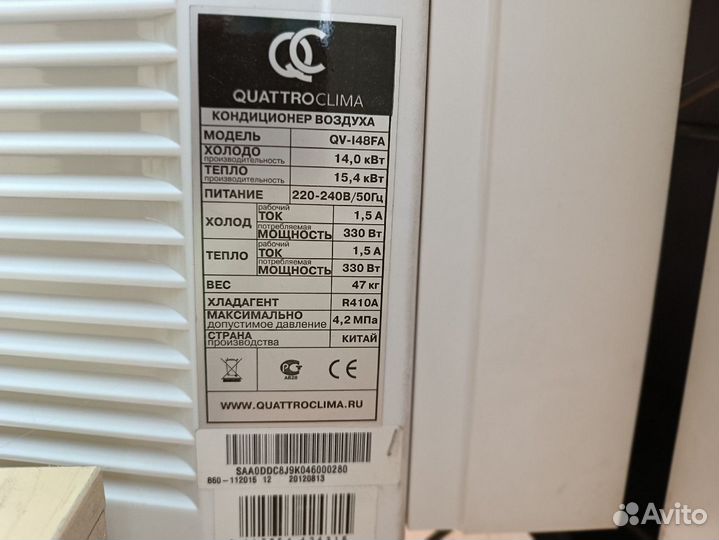 QC
QUATTROCLIMA
КОНДИЦИОНЕР ВОЗДУХА
МОДЕЛЬ QV-I48FA
ХОЛОДО производительность 14,0 кВт
ТЕПЛО производительность 15,4 кВт
ПИТАНИЕ 220-240В/50Гц
ХОЛОД рабочий ТОК 1,5 А
потребляемая МОЩНОСТЬ 330 Вт
ТЕПЛО рабочий ТОК 1,5 А
потребляемая МОЩНОСТЬ 330 Вт
ВЕС 47 кг
ХЛАДАГЕНТ R410A
МАКСИМАЛЬНО допустимое давление 4,2 МПа
СТРАНА производства КИТАЙ
АВ28
CE
WWW.QUATTROCLIMA.RU
SAA0DDC8J9K046000280
860-112015 12 20120813
Avito